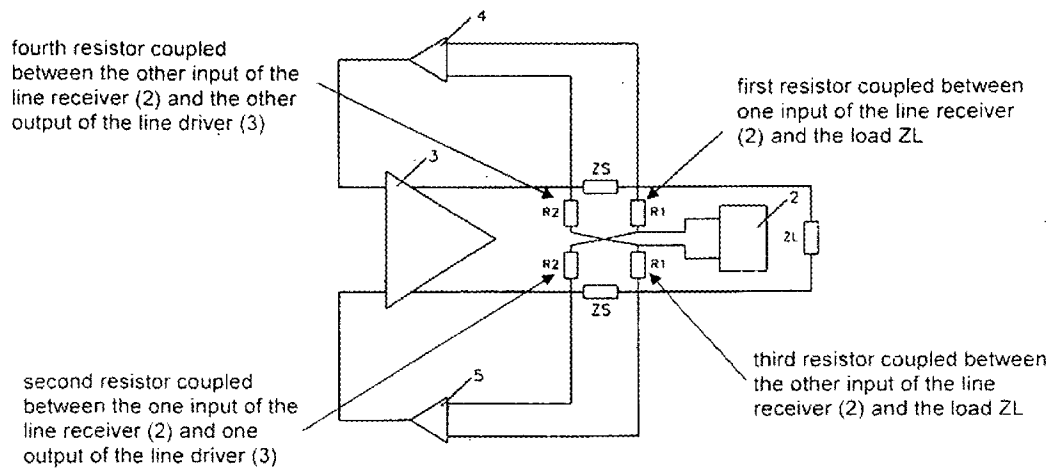 4
fourth resistor coupled
between the other input of the
line receiver (2) and the other
output of the line driver (3)
first resistor coupled between
one input of the line receiver
(2) and the load ZL
3
ZS
2
R2
R1
ZL
R2
R1
ZS
second resistor coupled
between the one input of the
line receiver (2) and one
output of the line driver (3)
5
third resistor coupled between
the other input of the line
receiver (2) and the load ZL